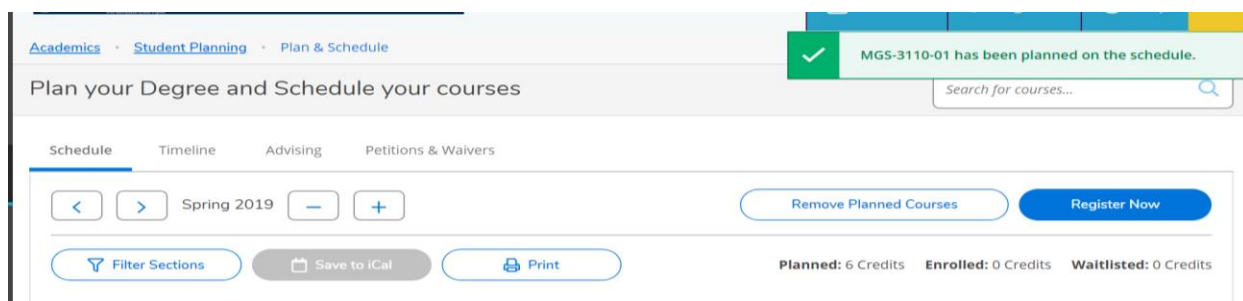 Academics · Student Planning · Plan & Schedule
MGS-3110-01 has been planned on the schedule.
Plan your Degree and Schedule your courses
Search for courses...
Schedule Timeline Advising Petitions & Waivers
Spring 2019
Remove Planned Courses Register Now
Filter Sections Save to iCal Print Planned: 6 Credits Enrolled: 0 Credits Waitlisted: 0 Credits